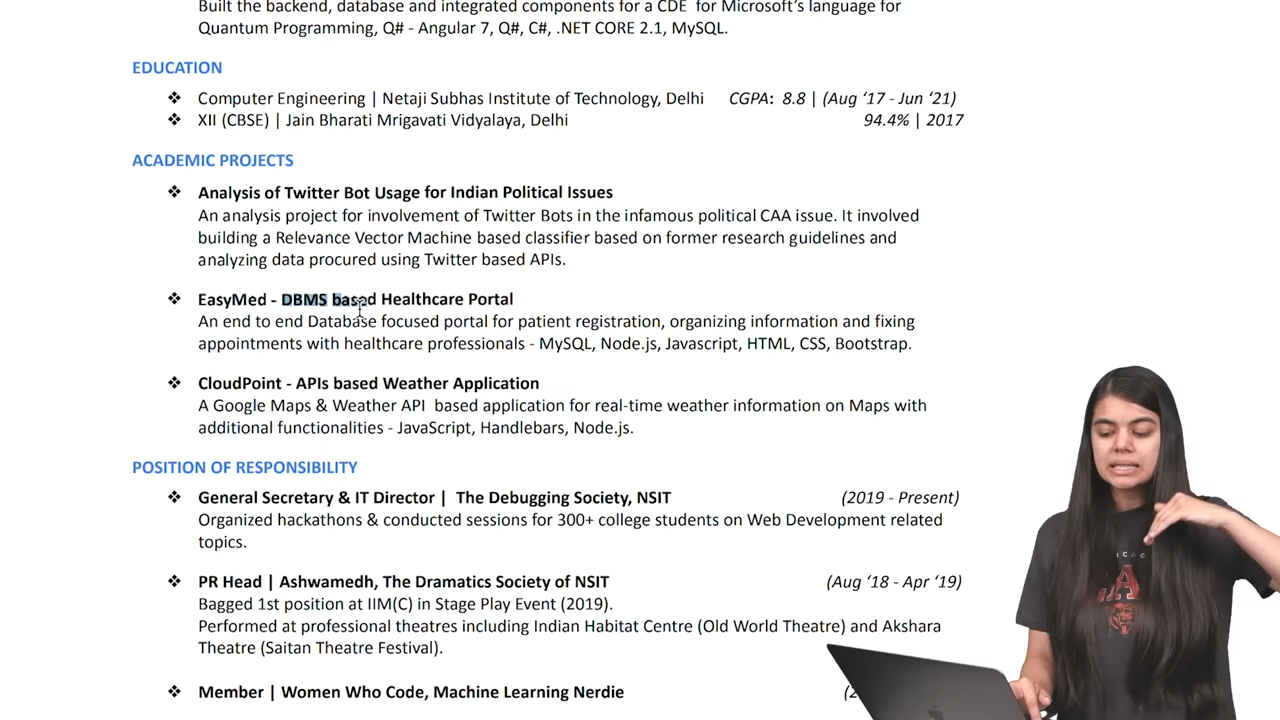 Built the backend, database and integrated components for a CDE for Microsoft's language for
Quantum Programming, Q# - Angular 7, Q#, C#, .NET CORE 2.1, MySQL.
EDUCATION
❖ Computer Engineering | Netaji Subhas Institute of Technology, Delhi CGPA: 8.8 | (Aug '17 - Jun '21)
❖ XII (CBSE) | Jain Bharati Mrigavati Vidyalaya, Delhi 94.4% | 2017
ACADEMIC PROJECTS
❖ Analysis of Twitter Bot Usage for Indian Political Issues
An analysis project for involvement of Twitter Bots in the infamous political CAA issue. It involved
building a Relevance Vector Machine based classifier based on former research guidelines and
analyzing data procured using Twitter based APIs.
❖ EasyMed - DBMS based Healthcare Portal
An end to end Database focused portal for patient registration, organizing information and fixing
appointments with healthcare professionals - MySQL, Node.js, Javascript, HTML, CSS, Bootstrap.
❖ CloudPoint - APIs based Weather Application
A Google Maps & Weather API based application for real-time weather information on Maps with
additional functionalities - JavaScript, Handlebars, Node.js.
POSITION OF RESPONSIBILITY
❖ General Secretary & IT Director | The Debugging Society, NSIT (2019 - Present)
Organized hackathons & conducted sessions for 300+ college students on Web Development related
topics.
❖ PR Head | Ashwamedh, The Dramatics Society of NSIT (Aug '18 - Apr '19)
Bagged 1st position at IIM(C) in Stage Play Event (2019).
Performed at professional theatres including Indian Habitat Centre (Old World Theatre) and Akshara
Theatre (Saitan Theatre Festival).
❖ Member | Women Who Code, Machine Learning Nerdie